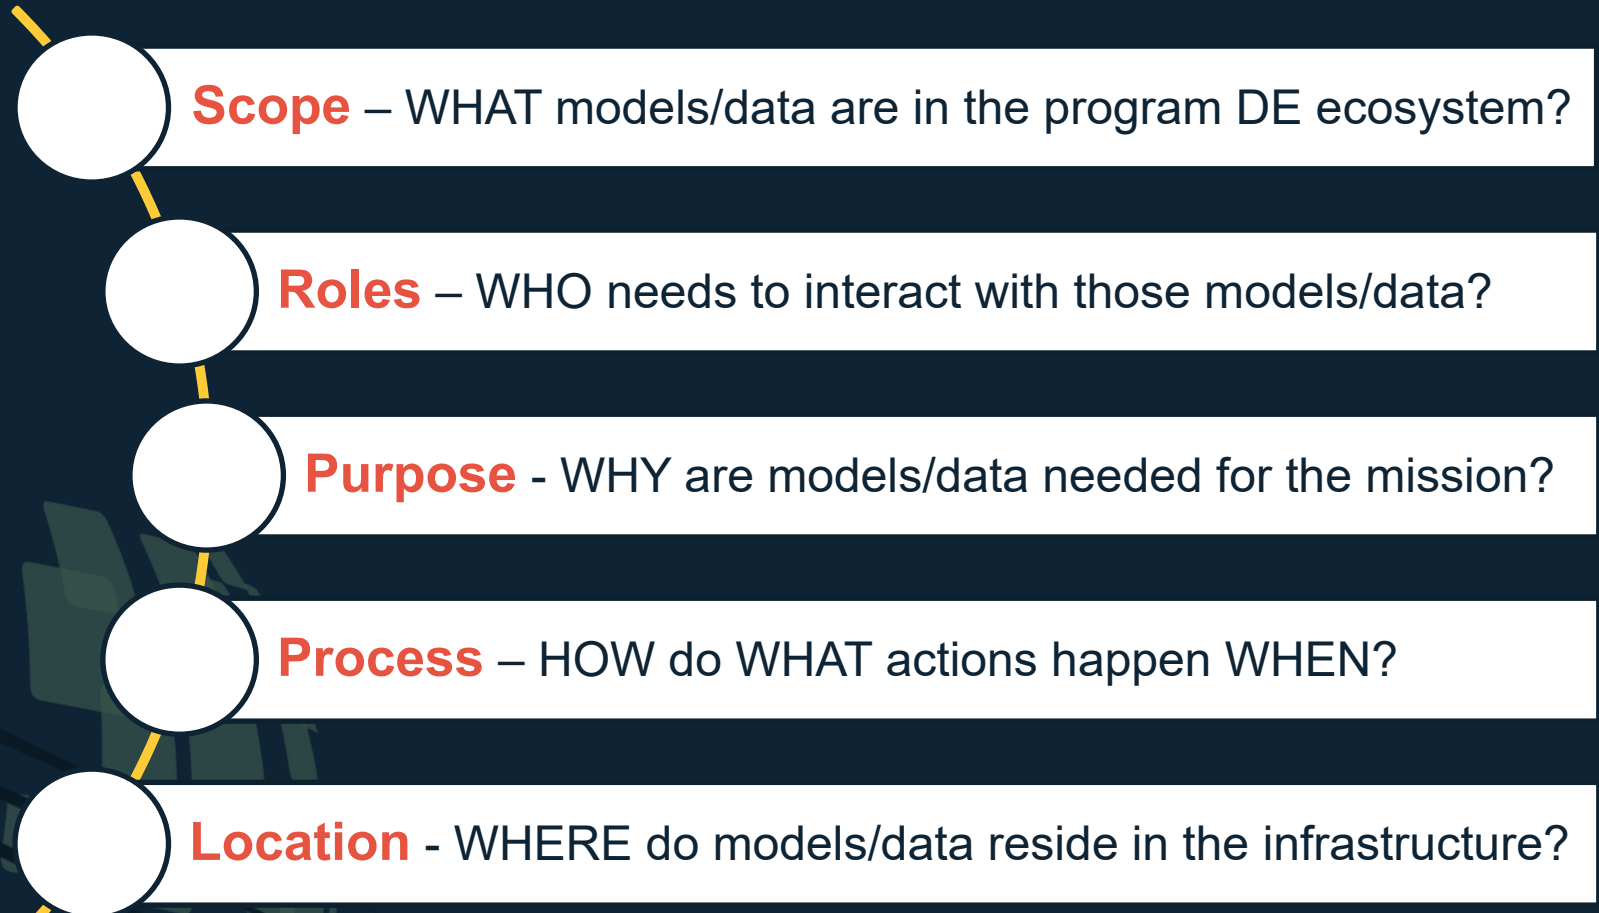 Scope – WHAT models/data are in the program DE ecosystem?
Roles – WHO needs to interact with those models/data?
Purpose - WHY are models/data needed for the mission?
Process – HOW do WHAT actions happen WHEN?
Location - WHERE do models/data reside in the infrastructure?